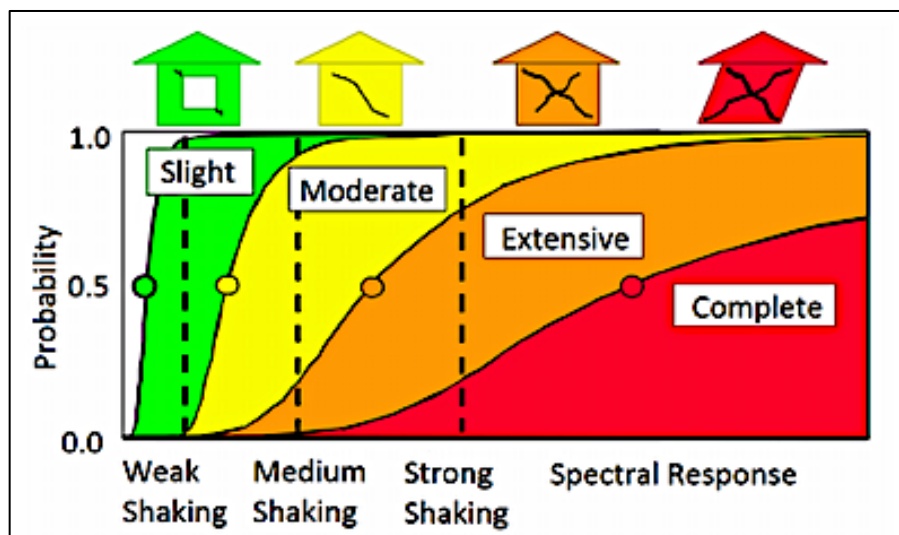 1.0
Slight
Moderate
Extensive
0.5
Complete
Probability
0.0
Weak
Shaking
Medium
Shaking
Strong
Shaking
Spectral Response